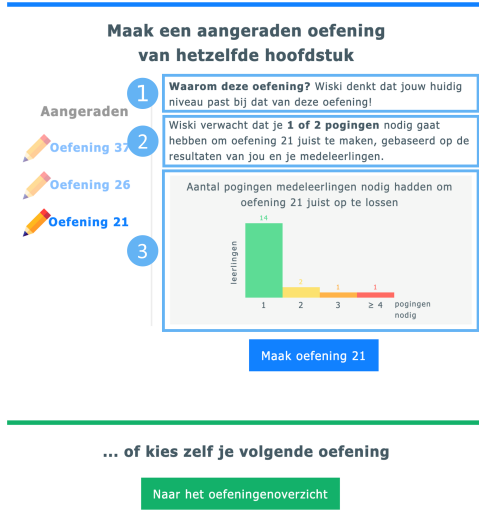 Maak een aangeraden oefening
van hetzelfde hoofdstuk
Aangeraden
Oefening 37
Oefening 26
Oefening 21
1
Waarom deze oefening? Wiski denkt dat jouw huidig
niveau past bij dat van deze oefening!
2
Wiski verwacht dat je 1 of 2 pogingen nodig gaat
hebben om oefening 21 juist te maken, gebaseerd op de
resultaten van jou en je medeleerlingen.
3
Aantal pogingen medeleerlingen nodig hadden om
oefening 21 juist op te lossen
leerlingen
14
2
1
1
1
2
3
≥ 4
pogingen
nodig
Maak oefening 21
... of kies zelf je volgende oefening
Naar het oefeningenoverzicht